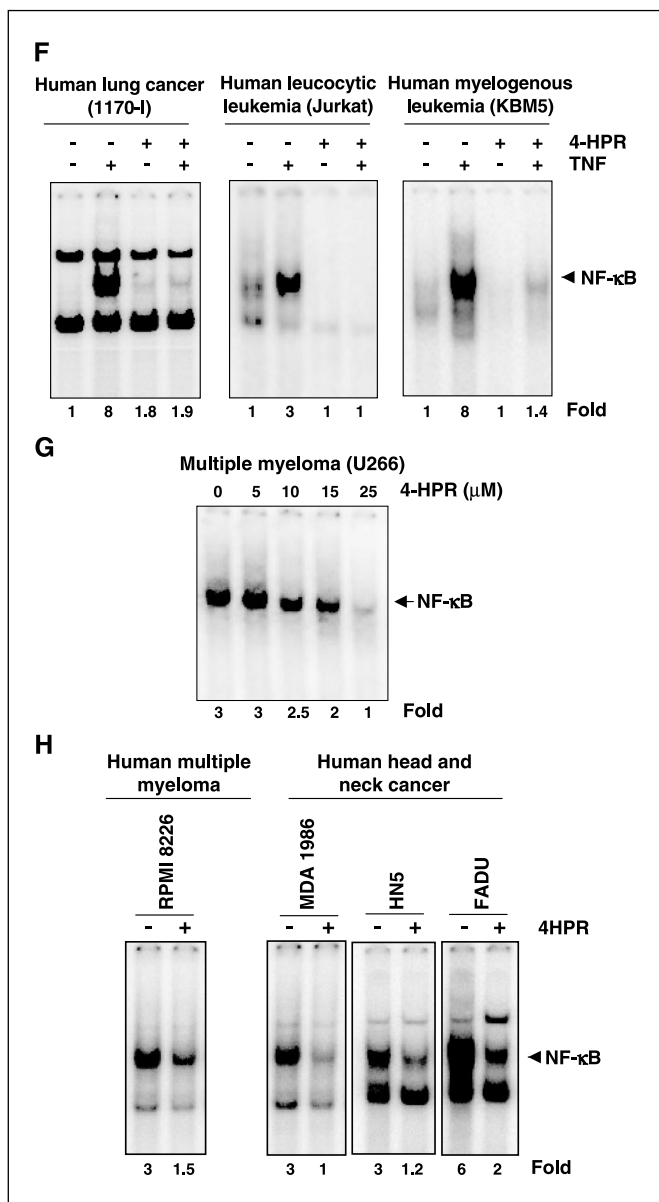 F
Human lung cancer (1170-I)
Human leucocytic leukemia (Jurkat)
Human myelogenous leukemia (KBM5)
- - + + - - + + - - + + 4-HPR
- + - + - + - + - + - + TNF
◄ NF-κB
1 8 1.8 1.9 1 3 1 1 1 8 1 1.4 Fold
G
Multiple myeloma (U266)
0 5 10 15 25 4-HPR (μM)
←NF-κB
3 3 2.5 2 1 Fold
H
Human multiple myeloma
Human head and neck cancer
RPMI 8226
MDA 1986
HN5
FADU
- + - + - + - + 4HPR
◄ NF-κB
3 1.5 3 1 3 1.2 6 2 Fold